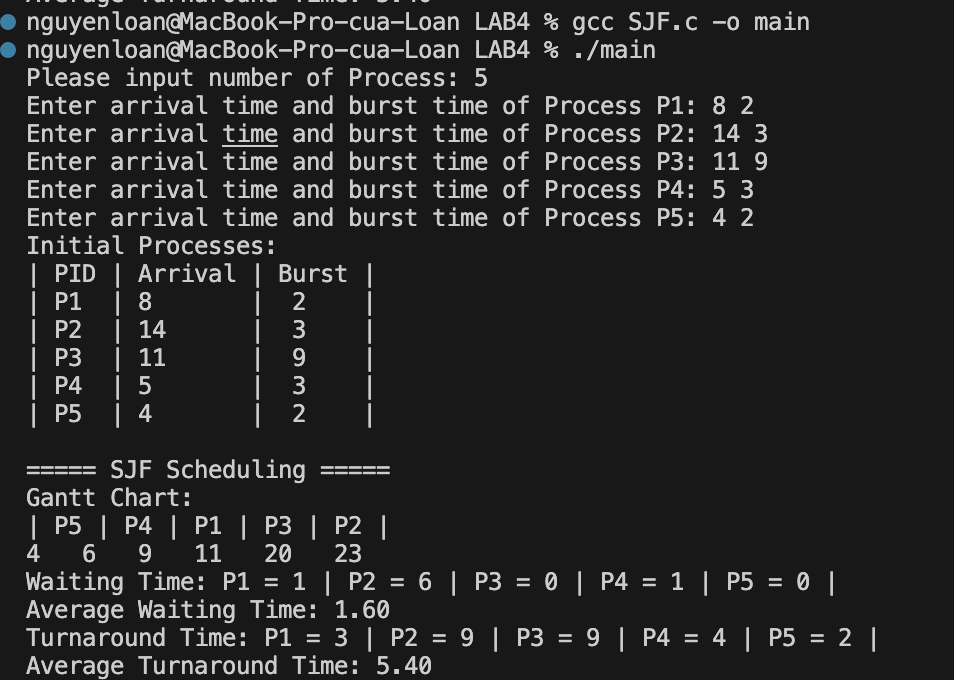 Average Turnaround Time: 5.40
nguyenloan@MacBook-Pro-cua-Loan LAB4 % gcc SJF.c -o main
nguyenloan@MacBook-Pro-cua-Loan LAB4 % ./main
Please input number of Process: 5
Enter arrival time and burst time of Process P1: 8 2
Enter arrival time and burst time of Process P2: 14 3
Enter arrival time and burst time of Process P3: 11 9
Enter arrival time and burst time of Process P4: 5 3
Enter arrival time and burst time of Process P5: 4 2
Initial Processes:
| PID | Arrival | Burst |
| P1  | 8       |  2    |
| P2  | 14      |  3    |
| P3  | 11      |  9    |
| P4  | 5       |  3    |
| P5  | 4       |  2    |
===== SJF Scheduling =====
Gantt Chart:
| P5 | P4 | P1 | P3 | P2 |
4   6   9   11   20   23
Waiting Time: P1 = 1 | P2 = 6 | P3 = 0 | P4 = 1 | P5 = 0 |
Average Waiting Time: 1.60
Turnaround Time: P1 = 3 | P2 = 9 | P3 = 9 | P4 = 4 | P5 = 2 |
Average Turnaround Time: 5.40